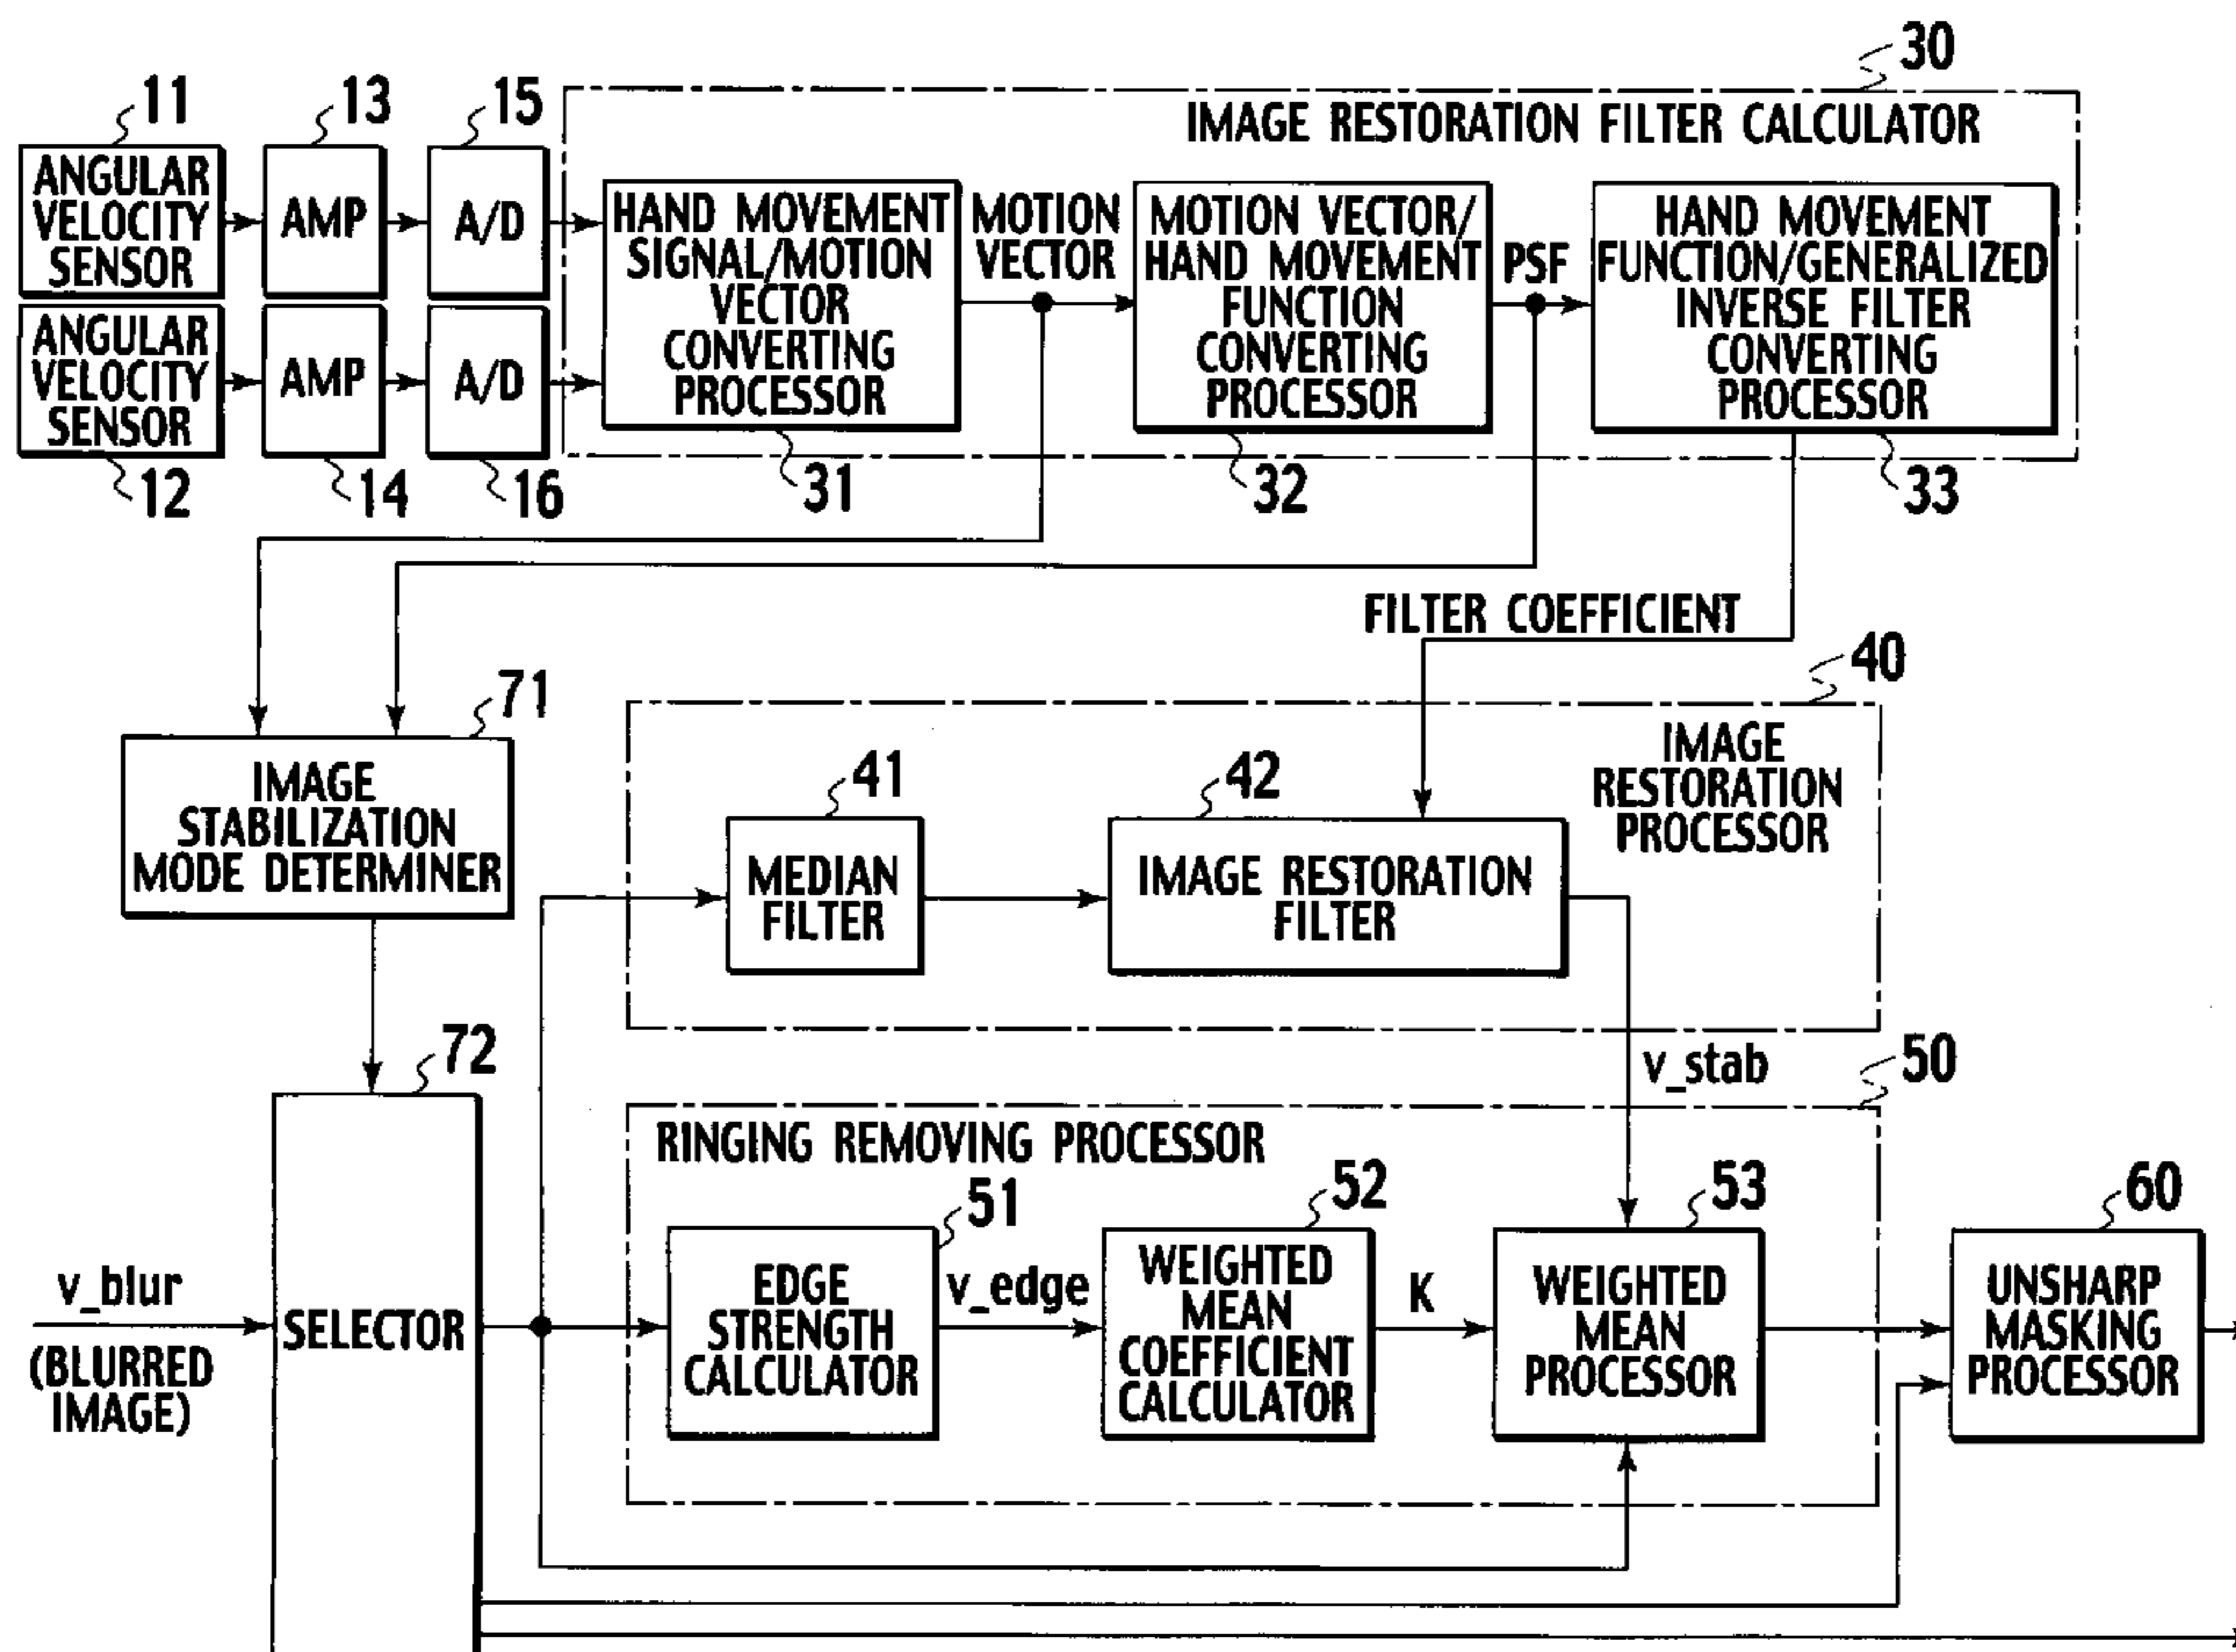 30
11
13
15
IMAGE RESTORATION FILTER CALCULATOR
ANGULAR
VELOCITY
SENSOR
AMP
A/D
ANGULAR
VELOCITY
SENSOR
AMP
A/D
12
14
16
HAND MOVEMENT
SIGNAL/MOTION
VECTOR
CONVERTING
PROCESSOR
31
MOTION
VECTOR
MOTION VECTOR/
HAND MOVEMENT
FUNCTION
CONVERTING
PROCESSOR
32
PSF
HAND MOVEMENT
FUNCTION/GENERALIZED
INVERSE FILTER
CONVERTING
PROCESSOR
33
FILTER COEFFICIENT
71
IMAGE
STABILIZATION
MODE DETERMINER
40
IMAGE
RESTORATION
PROCESSOR
41
MEDIAN
FILTER
42
IMAGE RESTORATION
FILTER
v_stab
72
SELECTOR
v_blur
(BLURRED
IMAGE)
50
RINGING REMOVING PROCESSOR
51
EDGE
STRENGTH
CALCULATOR
v_edge
52
WEIGHTED
MEAN
COEFFICIENT
CALCULATOR
K
53
WEIGHTED
MEAN
PROCESSOR
60
UNSHARP
MASKING
PROCESSOR